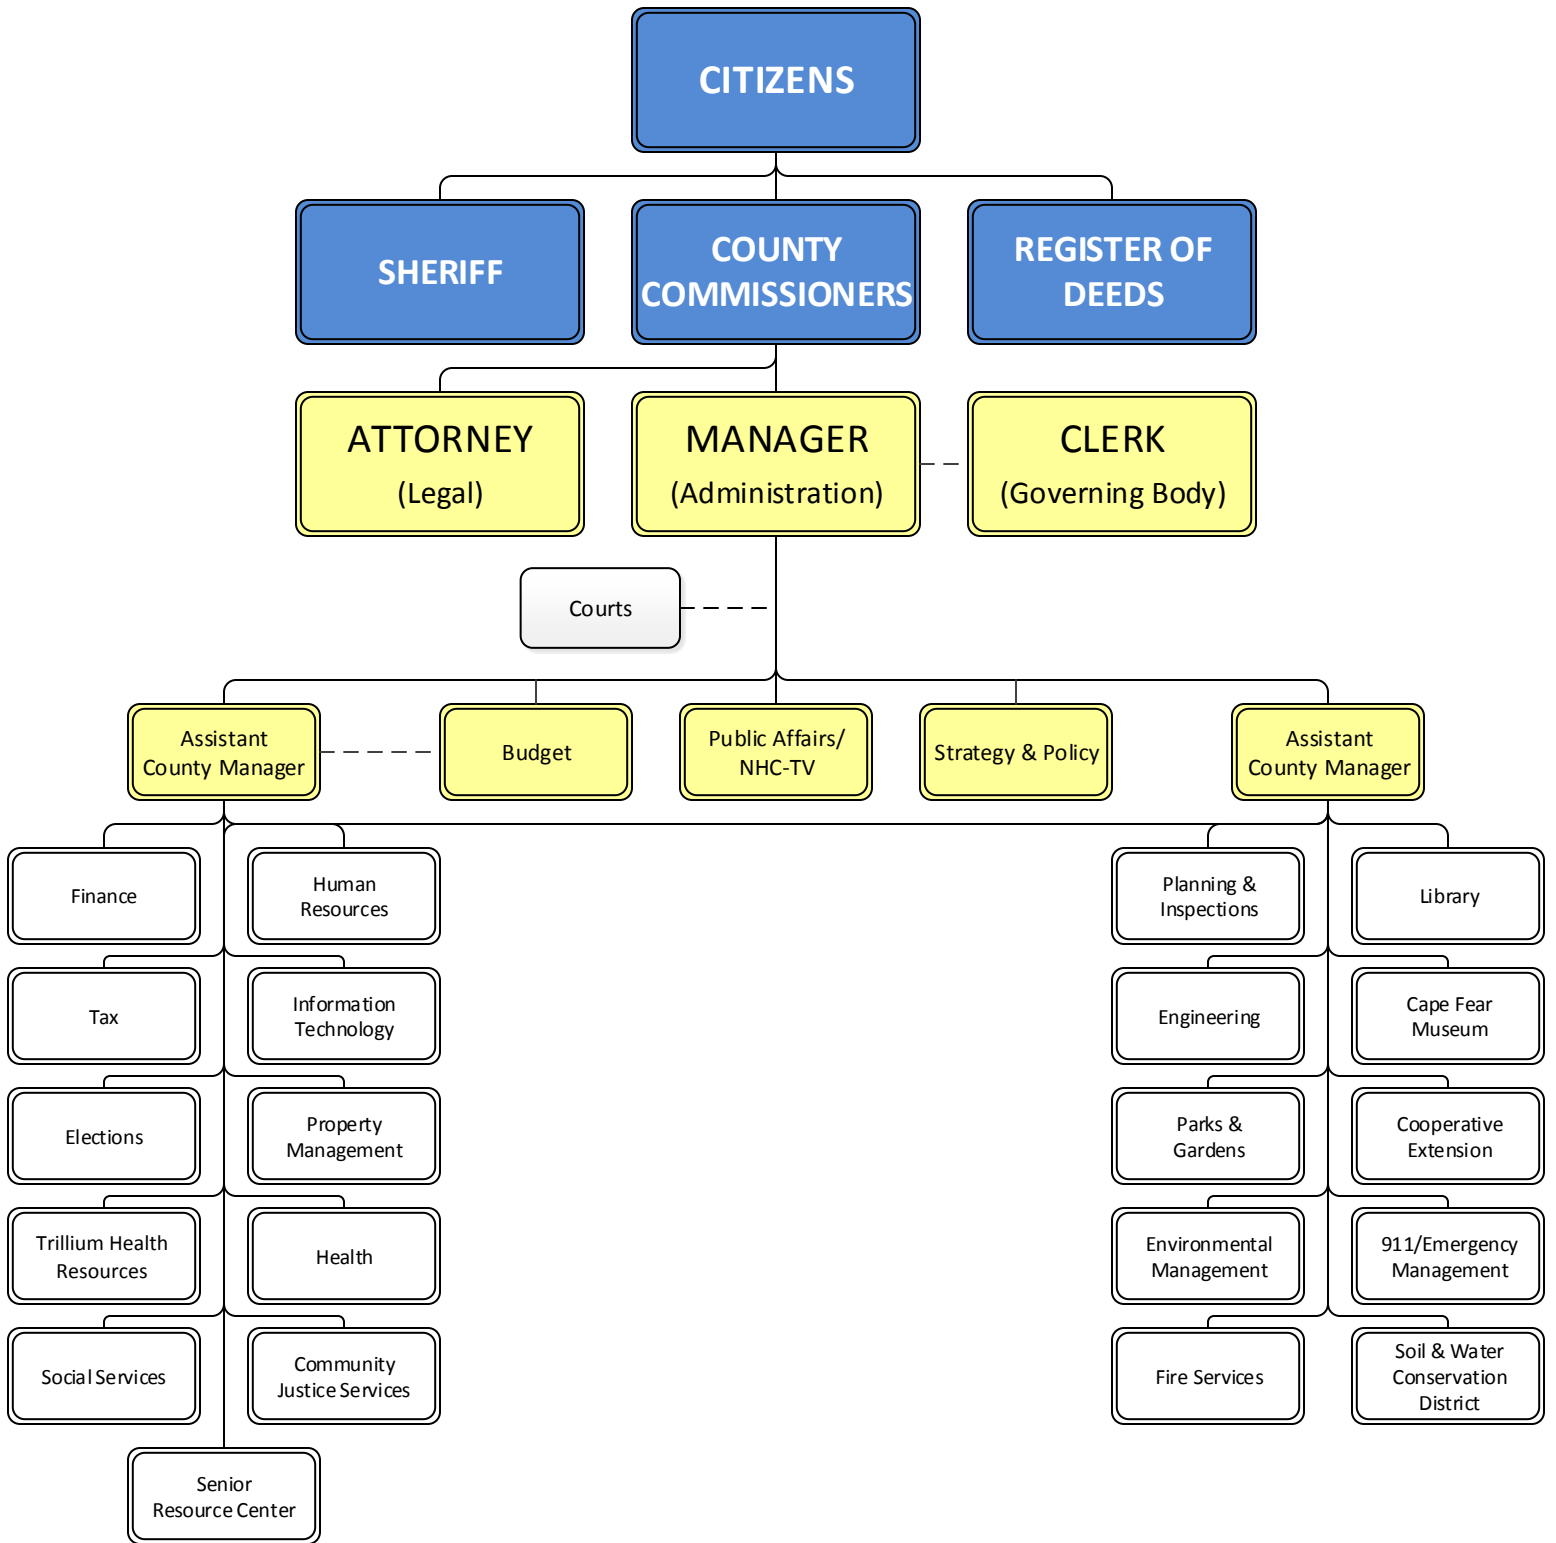 CITIZENS
SHERIFF
COUNTY
COMMISSIONERS
REGISTER OF
DEEDS
ATTORNEY
(Legal)
MANAGER
(Administration)
CLERK
(Governing Body)
Courts
Assistant
County Manager
Budget
Public Affairs/
NHC-TV
Strategy & Policy
Assistant
County Manager
Finance
Human
Resources
Planning &
Inspections
Library
Tax
Information
Technology
Engineering
Cape Fear
Museum
Elections
Property
Management
Parks &
Gardens
Cooperative
Extension
Trillium Health
Resources
Health
Environmental
Management
911/Emergency
Management
Social Services
Community
Justice Services
Fire Services
Soil & Water
Conservation
District
Senior
Resource Center